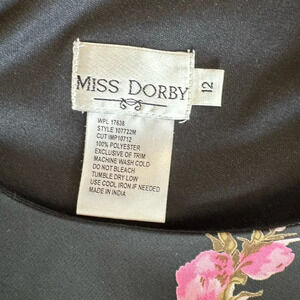 MISS DORBY
12
WPL 17638
STYLE 107722M
CUT IMP10712
100% POLYESTER
EXCLUSIVE OF TRIM
MACHINE WASH COLD
DO NOT BLEACH
TUMBLE DRY LOW
USE COOL IRON IF NEEDED
MADE IN INDIA